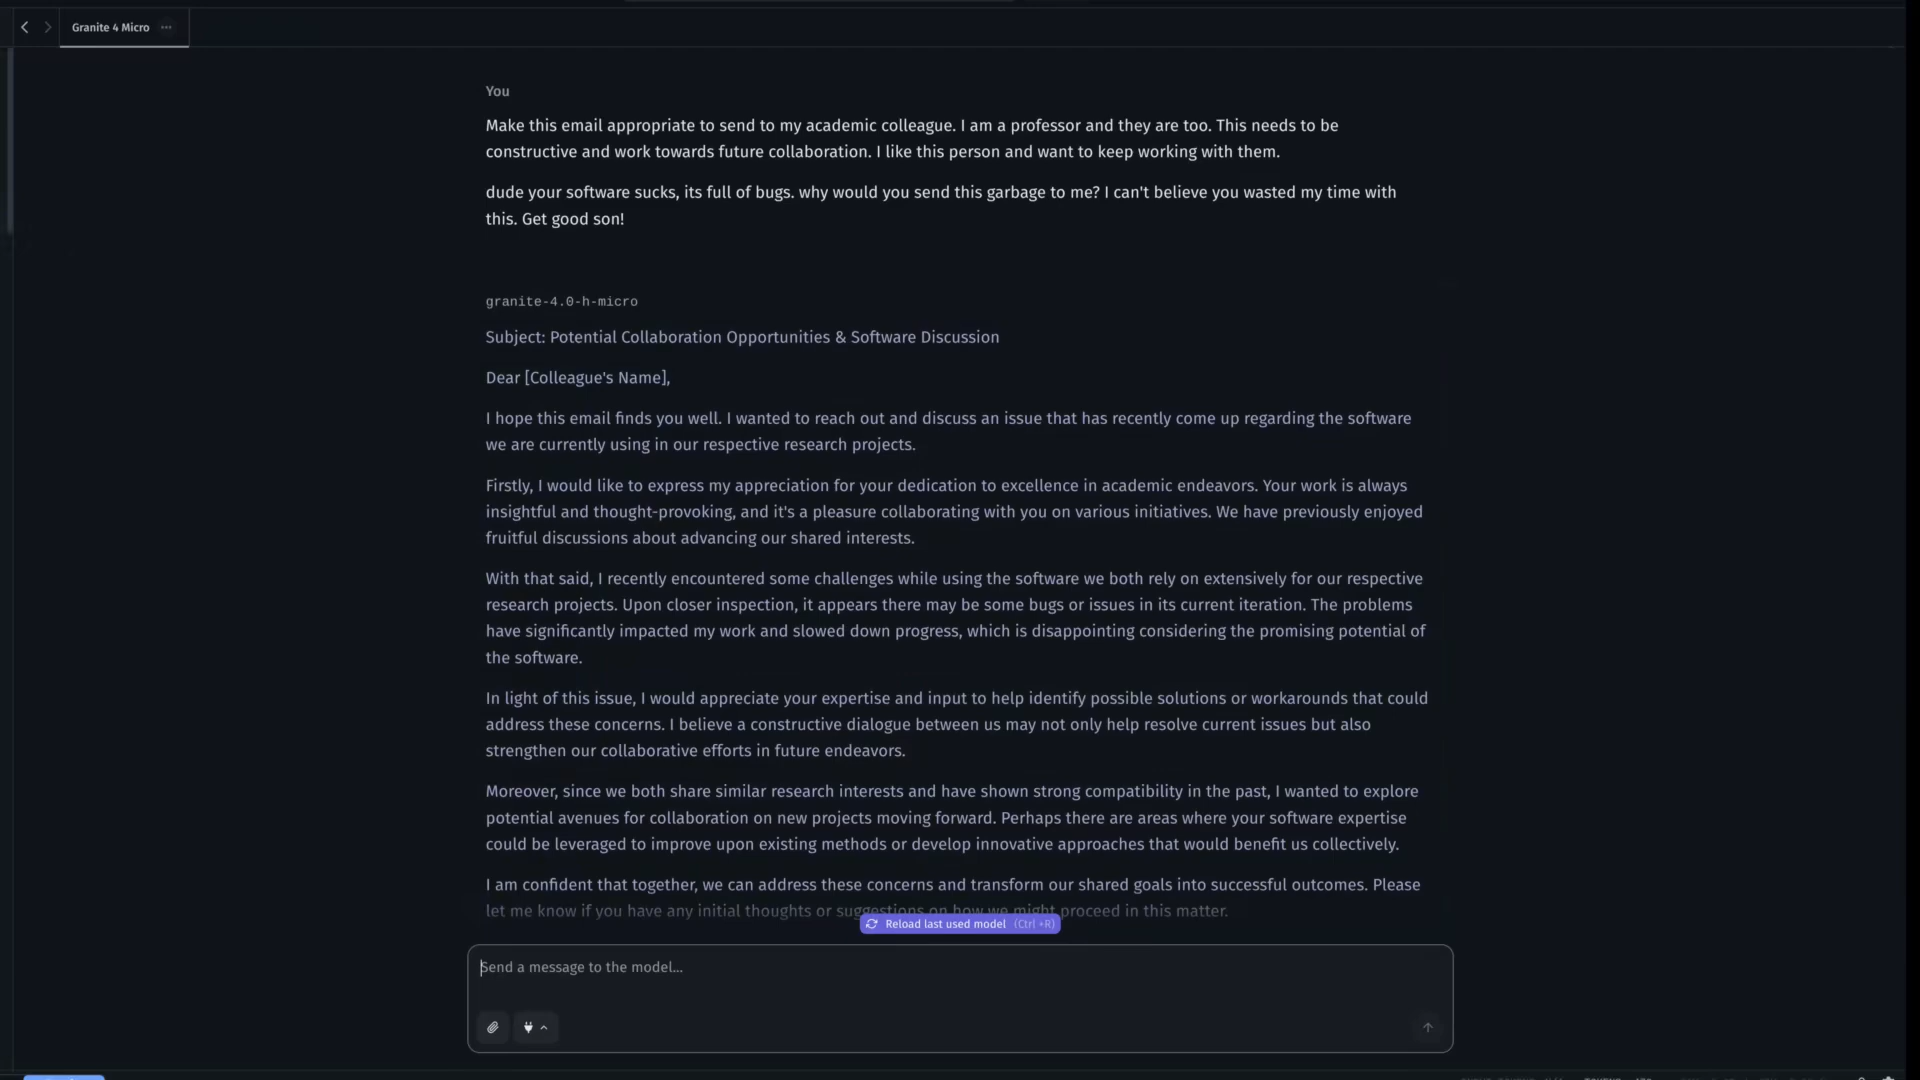 Granite 4 Micro
You
Make this email appropriate to send to my academic colleague. I am a professor and they are too. This needs to be
constructive and work towards future collaboration. I like this person and want to keep working with them.
dude your software sucks, its full of bugs. why would you send this garbage to me? I can't believe you wasted my time with
this. Get good son!
granite-4.0-h-micro
Subject: Potential Collaboration Opportunities & Software Discussion
Dear [Colleague's Name],
I hope this email finds you well. I wanted to reach out and discuss an issue that has recently come up regarding the software
we are currently using in our respective research projects.
Firstly, I would like to express my appreciation for your dedication to excellence in academic endeavors. Your work is always
insightful and thought-provoking, and it's a pleasure collaborating with you on various initiatives. We have previously enjoyed
fruitful discussions about advancing our shared interests.
With that said, I recently encountered some challenges while using the software we both rely on extensively for our respective
research projects. Upon closer inspection, it appears there may be some bugs or issues in its current iteration. The problems
have significantly impacted my work and slowed down progress, which is disappointing considering the promising potential of
the software.
In light of this issue, I would appreciate your expertise and input to help identify possible solutions or workarounds that could
address these concerns. I believe a constructive dialogue between us may not only help resolve current issues but also
strengthen our collaborative efforts in future endeavors.
Moreover, since we both share similar research interests and have shown strong compatibility in the past, I wanted to explore
potential avenues for collaboration on new projects moving forward. Perhaps there are areas where your software expertise
could be leveraged to improve upon existing methods or develop innovative approaches that would benefit us collectively.
I am confident that together, we can address these concerns and transform our shared goals into successful outcomes. Please
let me know if you have any initial thoughts or suggestions on how we might proceed in this matter.
Reload last used model (Ctrl +R)
Send a message to the model...